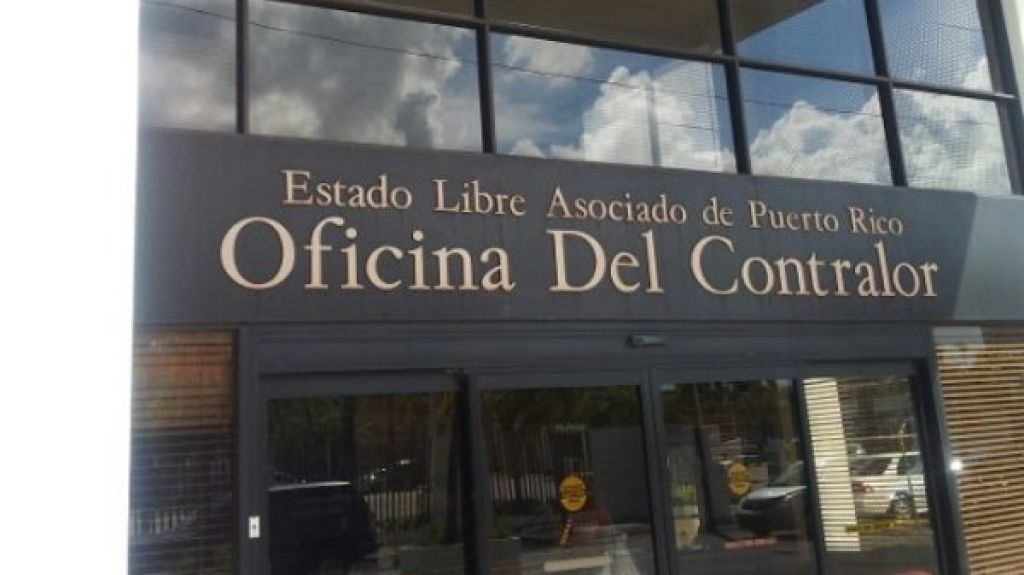 Estado Libre Asociado de Puerto Rico
Oficina Del Contralor